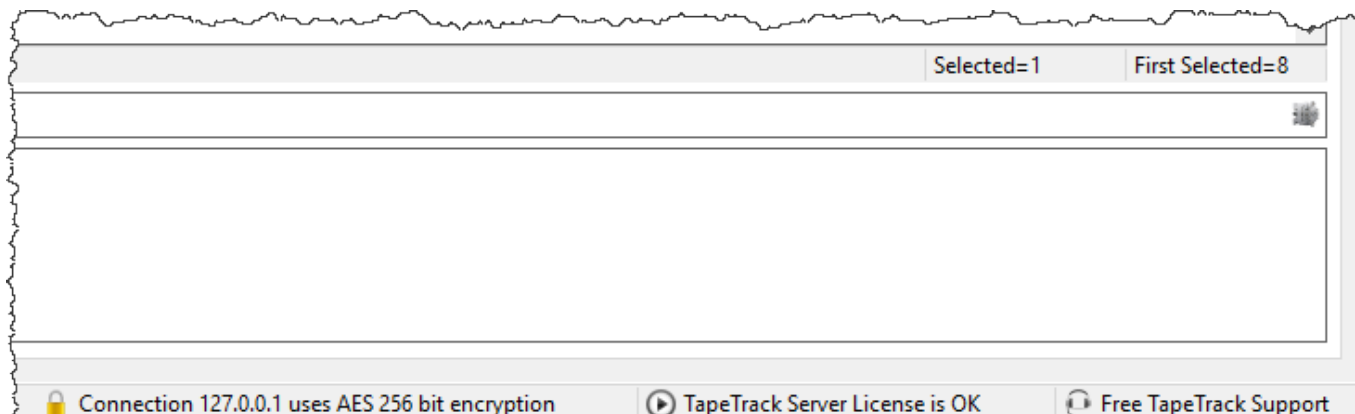 Selected=1 First Selected=8
Connection 127.0.0.1 uses AES 256 bit encryption TapeTrack Server License is OK Free TapeTrack Support